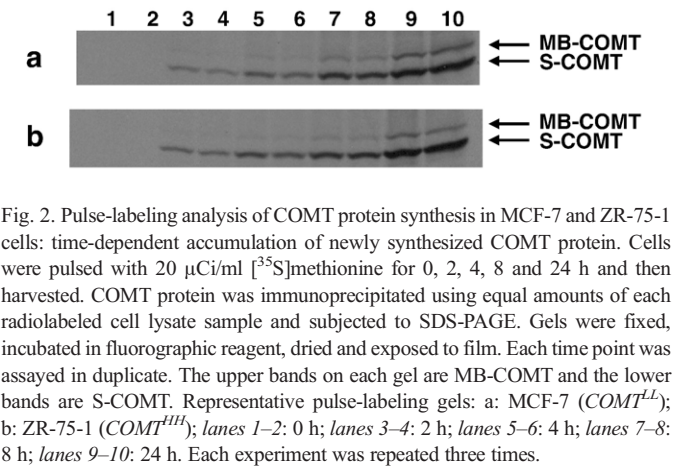 1 2 3 4 5 6 7 8 9 10
a
MB-COMT
S-COMT
b
MB-COMT
S-COMT
Fig. 2. Pulse-labeling analysis of COMT protein synthesis in MCF-7 and ZR-75-1
cells: time-dependent accumulation of newly synthesized COMT protein. Cells
were pulsed with 20 μCi/ml [³⁵S]methionine for 0, 2, 4, 8 and 24 h and then
harvested. COMT protein was immunoprecipitated using equal amounts of each
radiolabeled cell lysate sample and subjected to SDS-PAGE. Gels were fixed,
incubated in fluorographic reagent, dried and exposed to film. Each time point was
assayed in duplicate. The upper bands on each gel are MB-COMT and the lower
bands are S-COMT. Representative pulse-labeling gels: a: MCF-7 (COMTᴸᴸ);
b: ZR-75-1 (COMTᴴᴴ); lanes 1–2: 0 h; lanes 3–4: 2 h; lanes 5–6: 4 h; lanes 7–8:
8 h; lanes 9–10: 24 h. Each experiment was repeated three times.